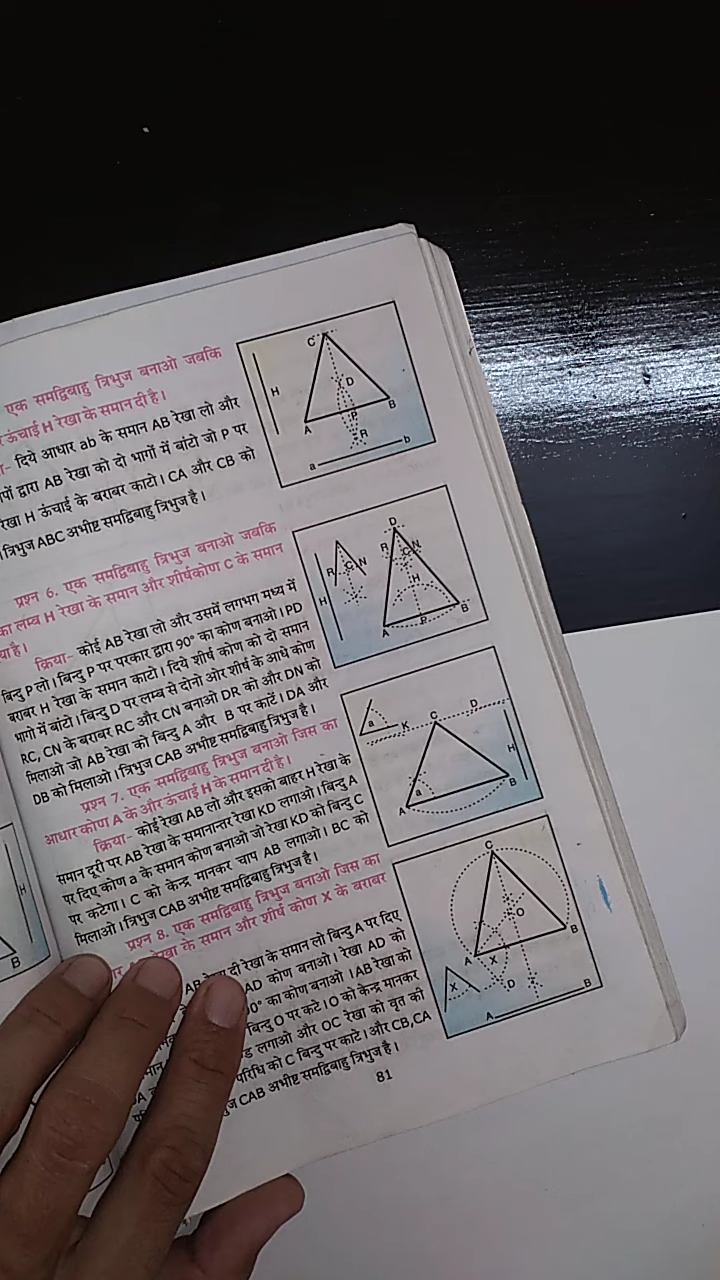 एक समद्विबाहु त्रिभुज बनाओ जबकि
ऊंचाई H रेखा के समान दी है।
दिये आधार ab के समान AB रेखा लो और
द्वारा AB रेखा को दो भागों में बांटो जो P पर
रेखा H ऊंचाई के बराबर काटो। CA और CB को
त्रिभुज ABC अभीष्ट समद्विबाहु त्रिभुज है।
प्रश्न 6. एक समद्विबाहु त्रिभुज बनाओ जबकि
का लम्ब H रेखा के समान और शीर्षकोण C के समान
क्रिया- कोई AB रेखा लो और उसमें लगभग मध्य में
बिन्दु P लो। बिन्दु P पर परकार द्वारा 90° का कोण बनाओ। PD
बराबर H रेखा के समान काटो। दिये शीर्ष कोण को दो समान
भागो में बांटो। बिन्दु D पर लम्ब से दोनो ओर शीर्ष के आधे कोण
RC, CN के बराबर RC और CN बनाओ DR को और DN को
मिलाओ जो AB रेखा को बिन्दु A और B पर काटें। DA और
DB को मिलाओ। त्रिभुज CAB अभीष्ट समद्विबाहु त्रिभुज है।
प्रश्न 7. एक समद्विबाहु त्रिभुज बनाओ जिस का
आधार कोण A के और ऊंचाई H के समान दी है।
क्रिया- कोई रेखा AB लो और इसको बाहर H रेखा के
समान दूरी पर AB रेखा के समानान्तर रेखा KD लगाओ। बिन्दु A
पर दिए कोण a के समान कोण बनाओ जो रेखा KD को बिन्दु C
पर कटेगा। C को केन्द्र मानकर चाप AB लगाओ। BC को
मिलाओ। त्रिभुज CAB अभीष्ट समद्विबाहु त्रिभुज है।
प्रश्न 8. एक समद्विबाहु त्रिभुज बनाओ जिस का
रेखा के समान और शीर्ष कोण X के बराबर
AB रेखा दी रेखा के समान लो बिन्दु A पर दिए
AD कोण बनाओ। रेखा AD को
का कोण बनाओ। AB रेखा को
बिन्दु O पर कटे। O को केन्द्र मानकर
लगाओ और OC रेखा को वृत की
परिधि को C बिन्दु पर काटे। और CB, CA
CAB अभीष्ट समद्विबाहु त्रिभुज है।
81
C
H
D
A
P
B
R
a
b
D
R
C
N
H
R
C
N
H
A
P
B
a
K
C
D
H
a
A
B
C
O
A
X
B
X
D
A
B
H
B